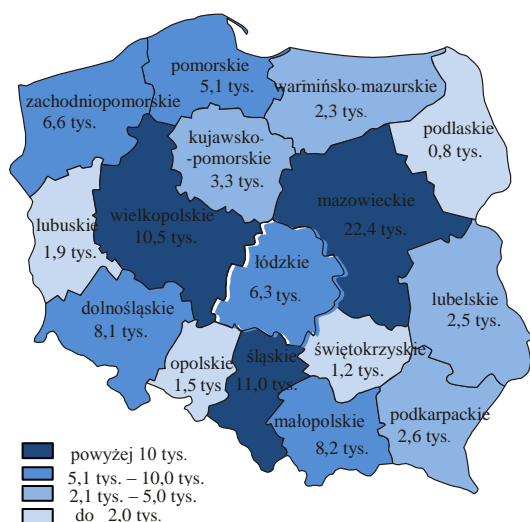 pomorskie
5,1 tys.
warmińsko-mazurskie
2,3 tys.
zachodniopomorskie
6,6 tys.
podlaskie
0,8 tys.
kujawsko-
-pomorskie
3,3 tys.
mazowieckie
22,4 tys.
wielkopolskie
10,5 tys.
lubuskie
1,9 tys.
łódzkie
6,3 tys.
lubelskie
2,5 tys.
dolnośląskie
8,1 tys.
opolskie
1,5 tys
śląskie
11,0 tys.
świętokrzyskie
1,2 tys.
małopolskie
8,2 tys.
podkarpackie
2,6 tys.
powyżej 10 tys.
5,1 tys. – 10,0 tys.
2,1 tys. – 5,0 tys.
do 2,0 tys.